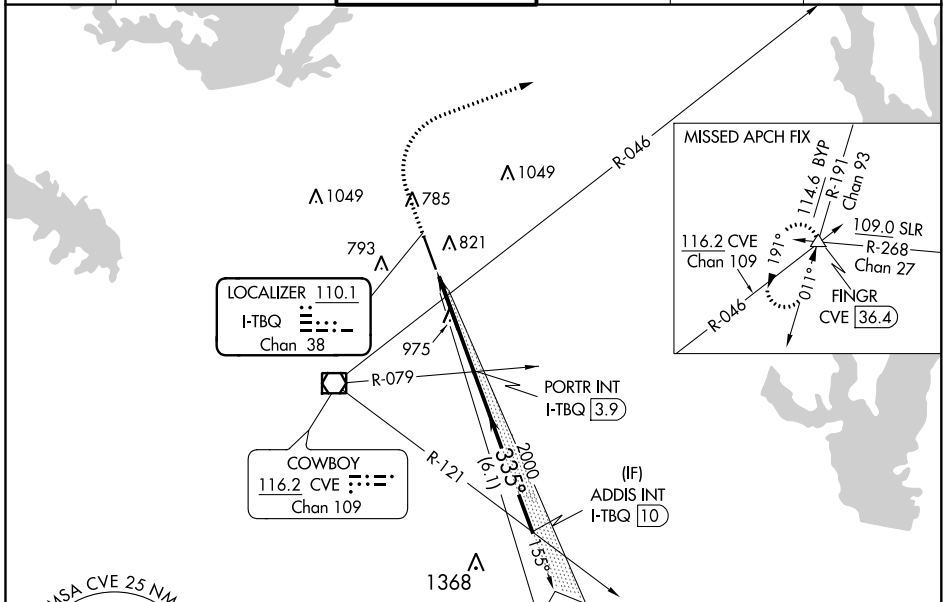 R-046
1049
1049
785
821
793
LOCALIZER 110.1
I-TBQ
Chan 38
975
R-079
PORTR INT
I-TBQ 3.9
COWBOY
116.2 CVE
Chan 109
R-121
(6.1)
335°
2000
(IF)
ADDIS INT
I-TBQ 10
155°
1368
MSA CVE 25 NM
MISSED APCH FIX
114.6 BYP
R-191
Chan 93
109.0 SLR
R-268
Chan 27
116.2 CVE
Chan 109
191°
011°
R-046
FINGR
CVE 36.4